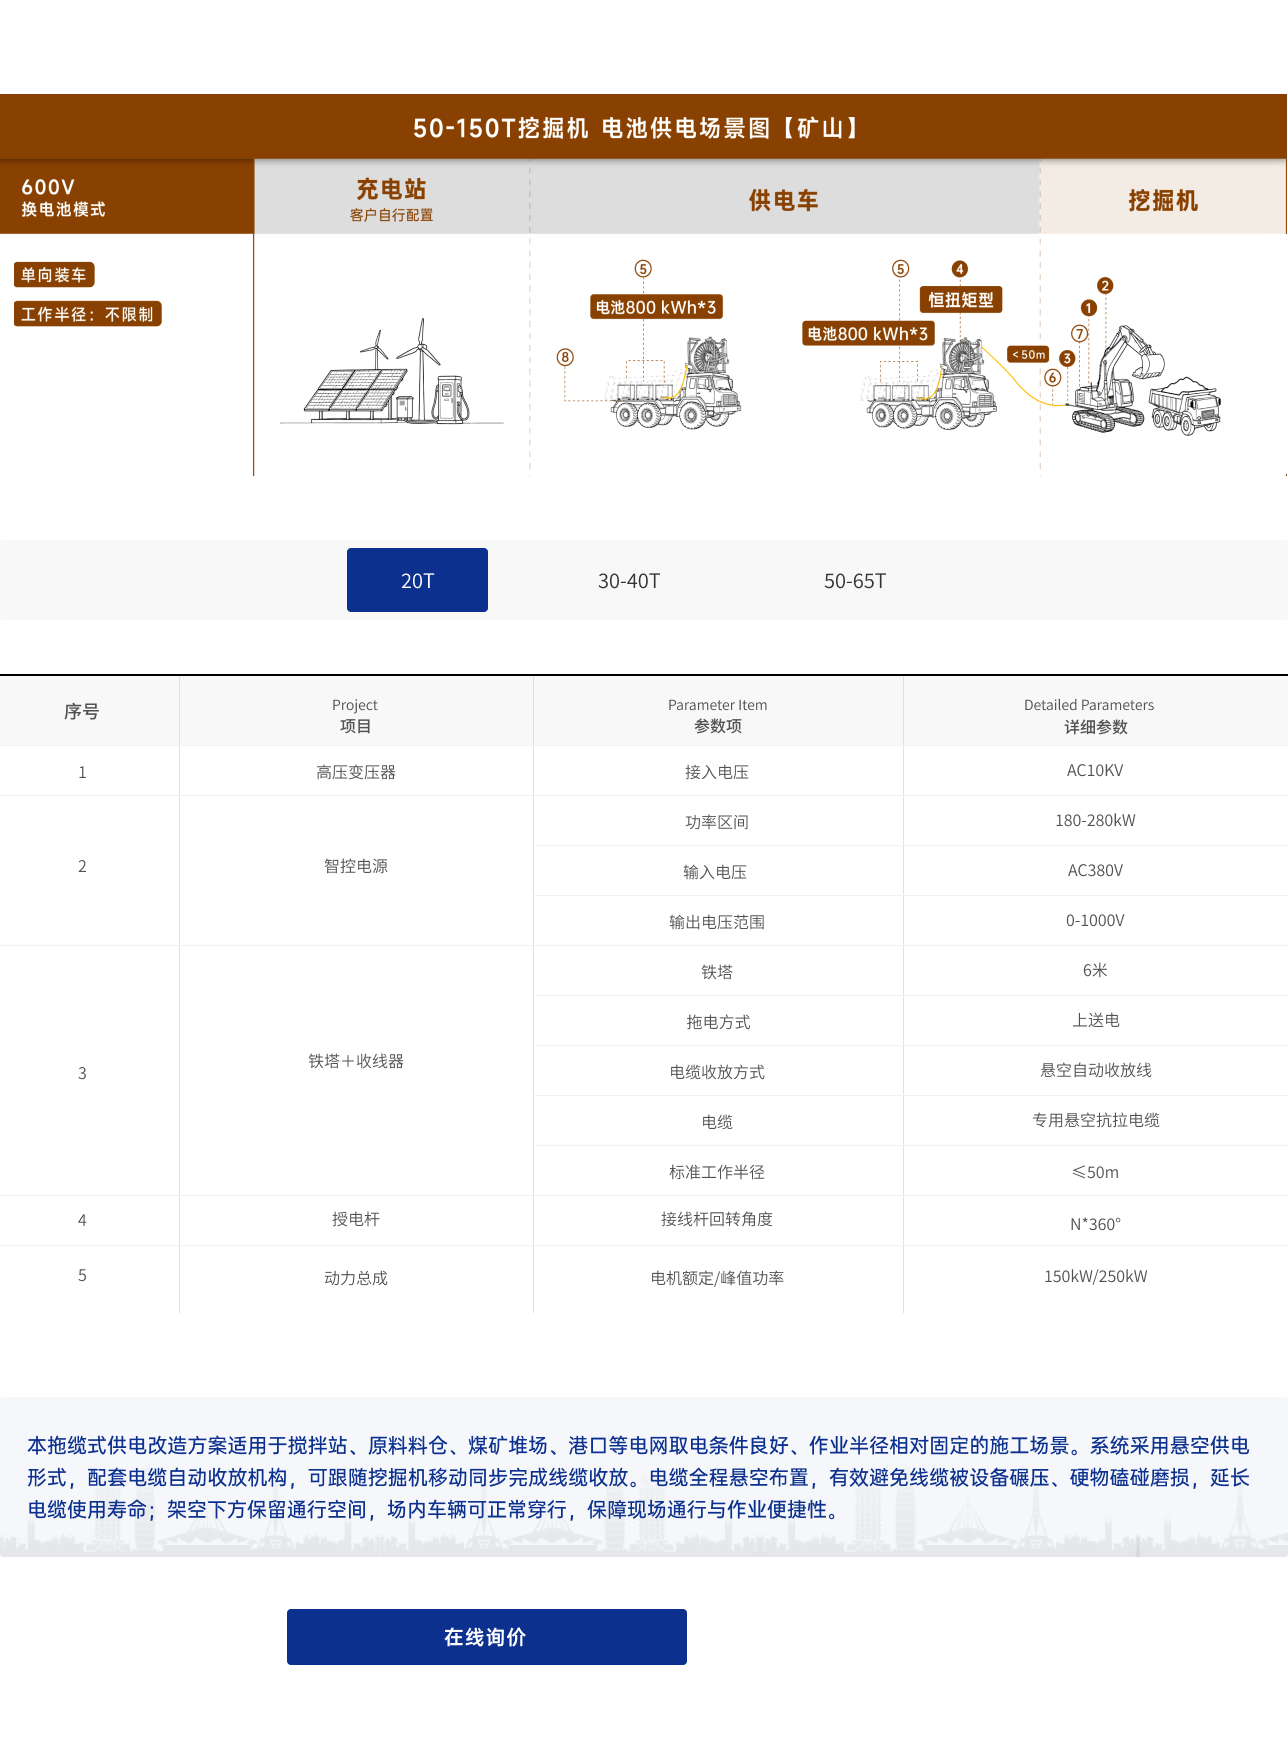 50-150T挖掘机 电池供电场景图【矿山】
600V
换电池模式
充电站
客户自行配置
供电车
挖掘机
单向装车
工作半径：不限制
⑤
电池800 kWh*3
⑧
⑤
❹
恒扭矩型
电池800 kWh*3
<50m
❷
❶
⑦
❸
⑥
20T
30-40T
50-65T
序号
Project
项目
Parameter Item
参数项
Detailed Parameters
详细参数
1
高压变压器
接入电压
AC10KV
2
智控电源
功率区间
180-280kW
输入电压
AC380V
输出电压范围
0-1000V
3
铁塔＋收线器
铁塔
6米
拖电方式
上送电
电缆收放方式
悬空自动收放线
电缆
专用悬空抗拉电缆
标准工作半径
≤50m
4
授电杆
接线杆回转角度
N*360°
5
动力总成
电机额定/峰值功率
150kW/250kW
本拖缆式供电改造方案适用于搅拌站、原料料仓、煤矿堆场、港口等电网取电条件良好、作业半径相对固定的施工场景。系统采用悬空供电
形式，配套电缆自动收放机构，可跟随挖掘机移动同步完成线缆收放。电缆全程悬空布置，有效避免线缆被设备碾压、硬物磕碰磨损，延长
电缆使用寿命；架空下方保留通行空间，场内车辆可正常穿行，保障现场通行与作业便捷性。
在线询价